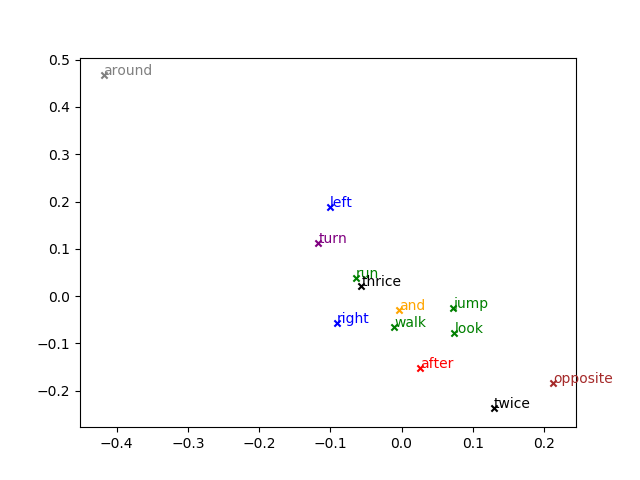 0.5
around
0.4
0.3
0.2
left
turn
0.1
run
thrice
0.0
and
jump
right
walk
look
−0.1
after
opposite
−0.2
twice
−0.4
−0.3
−0.2
−0.1
0.0
0.1
0.2